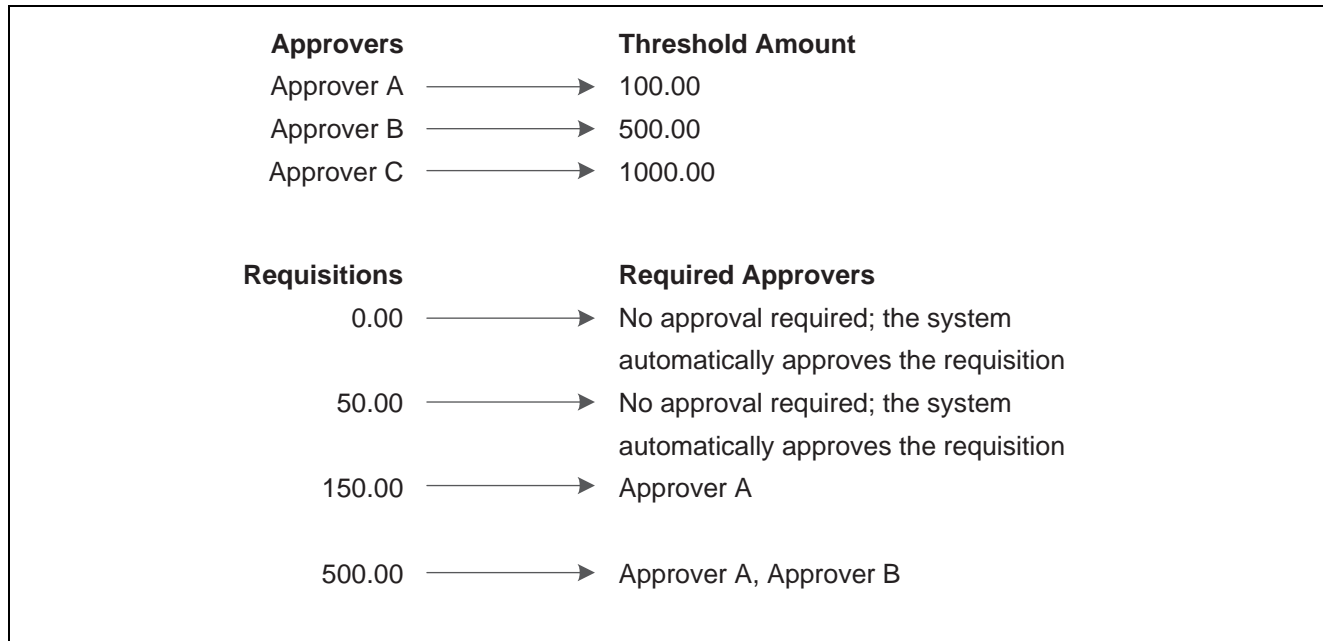 Approvers Threshold Amount
Approver A 100.00
Approver B 500.00
Approver C 1000.00
Requisitions Required Approvers
0.00 No approval required; the system
automatically approves the requisition
50.00 No approval required; the system
automatically approves the requisition
150.00 Approver A
500.00 Approver A, Approver B